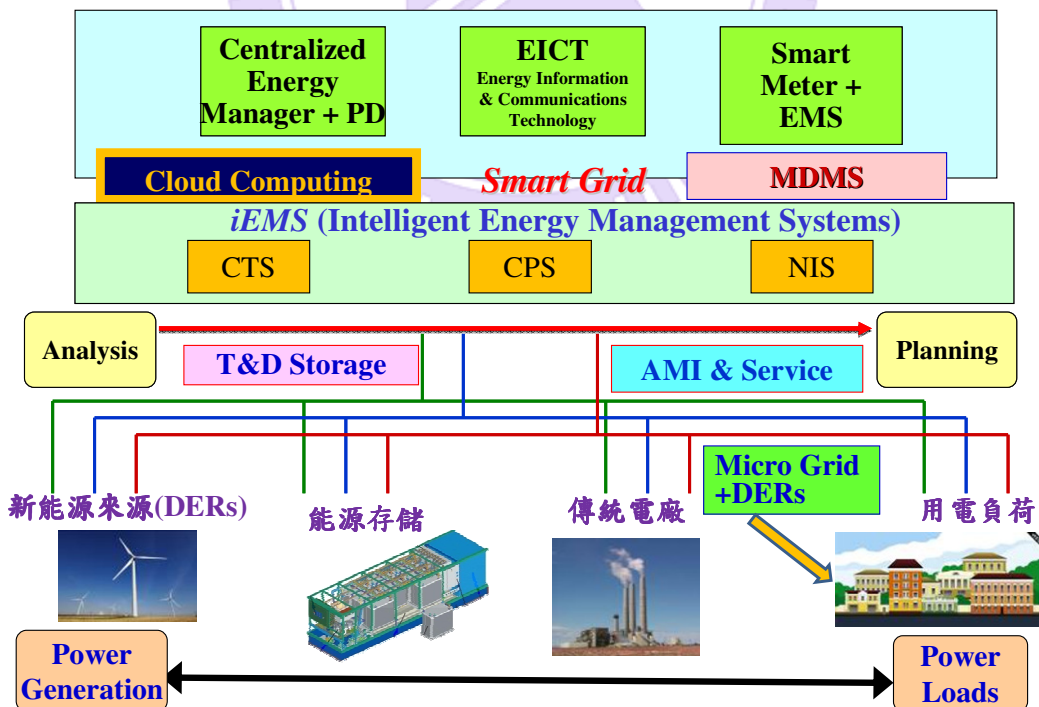 Centralized
Energy
Manager + PD
EICT
Energy Information
& Communications
Technology
Smart
Meter +
EMS
Cloud Computing
Smart Grid
MDMS
iEMS (Intelligent Energy Management Systems)
CTS
CPS
NIS
Analysis
T&D Storage
AMI & Service
Planning
Micro Grid
+DERs
新能源來源(DERs)
能源存儲
傳統電廠
用電負荷
Power
Generation
Power
Loads